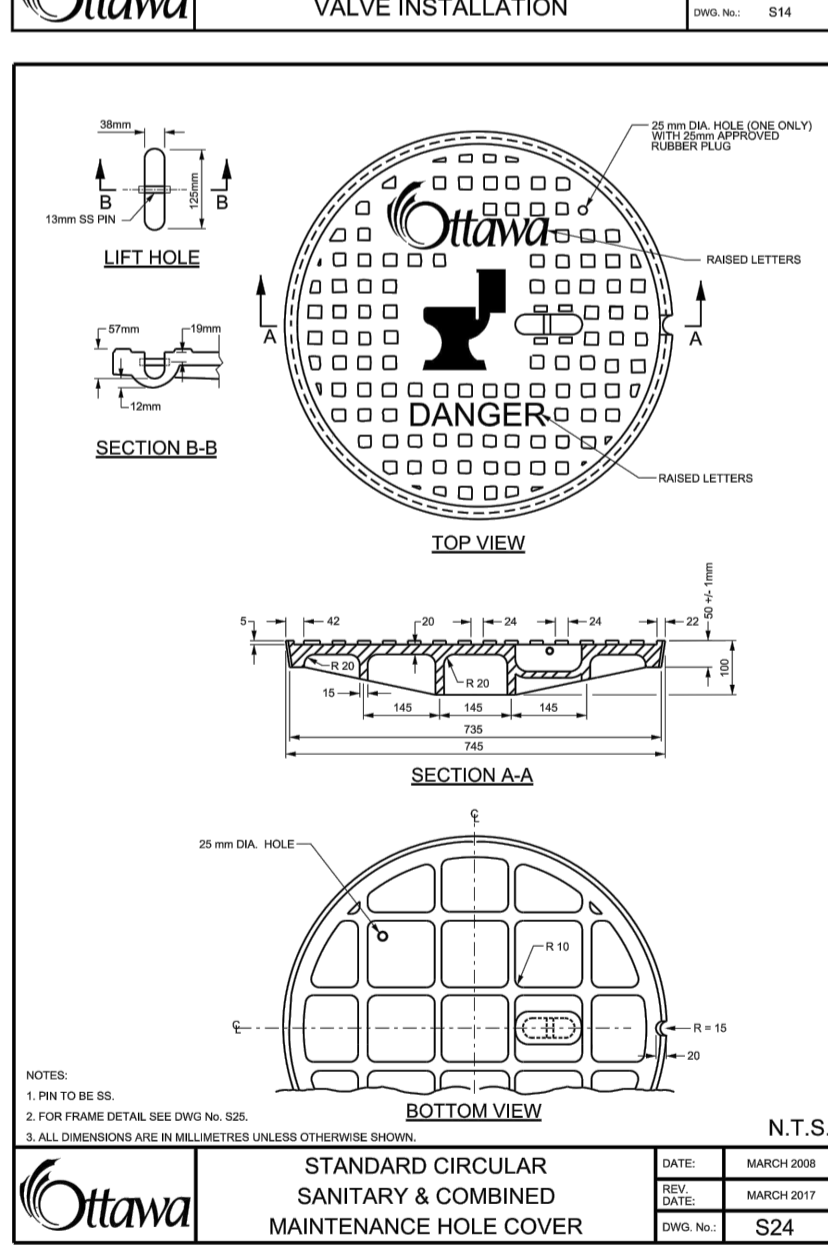 Ottawa
VALVE INSTALLATION
DWG. No.: S14
38mm
B
B
125mm
13mm SS PIN
LIFT HOLE
57mm
19mm
12mm
SECTION B-B
25 mm DIA. HOLE (ONE ONLY)
WITH 25mm APPROVED
RUBBER PLUG
Ottawa
RAISED LETTERS
A
A
DANGER
RAISED LETTERS
TOP VIEW
5
42
20
24
24
22
50 +/- 1mm
R 20
R 20
100
15
145
145
145
735
745
SECTION A-A
℄
25 mm DIA. HOLE
R 10
℄
R = 15
20
BOTTOM VIEW
NOTES:
1. PIN TO BE SS.
2. FOR FRAME DETAIL SEE DWG No. S25.
3. ALL DIMENSIONS ARE IN MILLIMETRES UNLESS OTHERWISE SHOWN.
N.T.S.
Ottawa
STANDARD CIRCULAR
SANITARY & COMBINED
MAINTENANCE HOLE COVER
DATE: MARCH 2008
REV. DATE: MARCH 2017
DWG. No.: S24